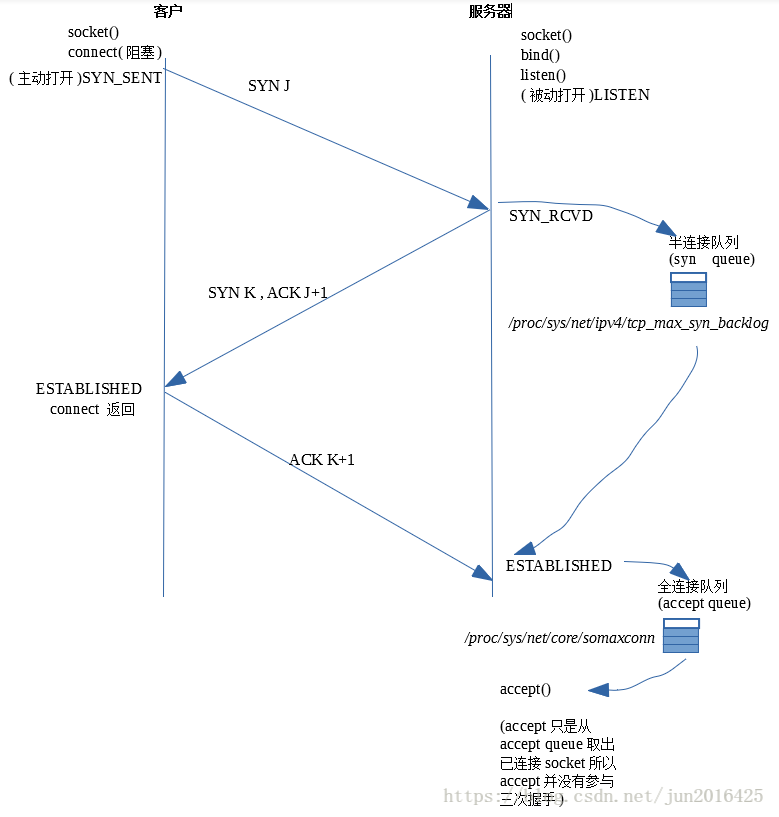 客户
服务器
socket()
connect( 阻塞 )
( 主动打开 )SYN_SENT
socket()
bind()
listen()
( 被动打开 )LISTEN
SYN J
SYN_RCVD
半连接队列
(syn queue)
/proc/sys/net/ipv4/tcp_max_syn_backlog
SYN K , ACK J+1
ESTABLISHED
connect 返回
ACK K+1
ESTABLISHED
全连接队列
(accept queue)
/proc/sys/net/core/somaxconn
accept()
(accept 只是从
accept queue 取出
已连接 socket 所以
accept 并没有参与
三次握手 )
https://blog.csdn.net/jun2016425